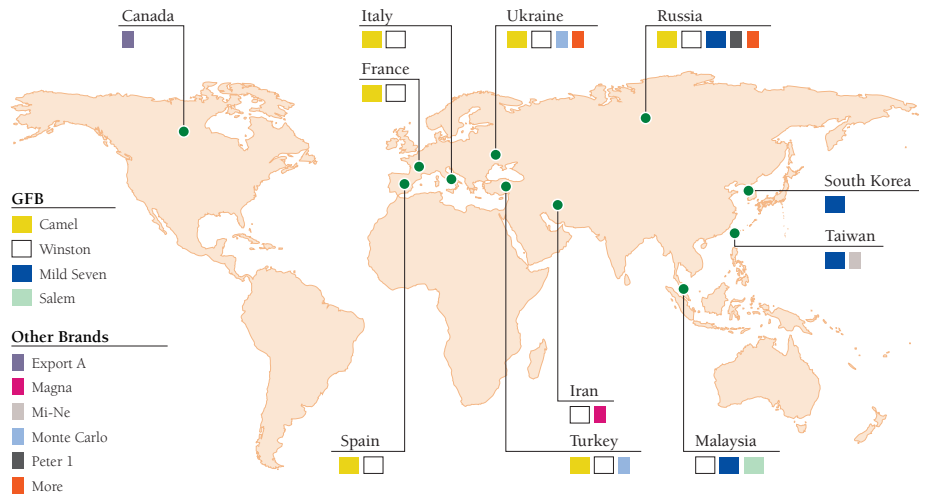 Canada
Italy
Ukraine
Russia
France
South Korea
Taiwan
GFB
Camel
Winston
Mild Seven
Salem
Other Brands
Export A
Magna
Mi-Ne
Monte Carlo
Peter 1
More
Iran
Spain
Turkey
Malaysia